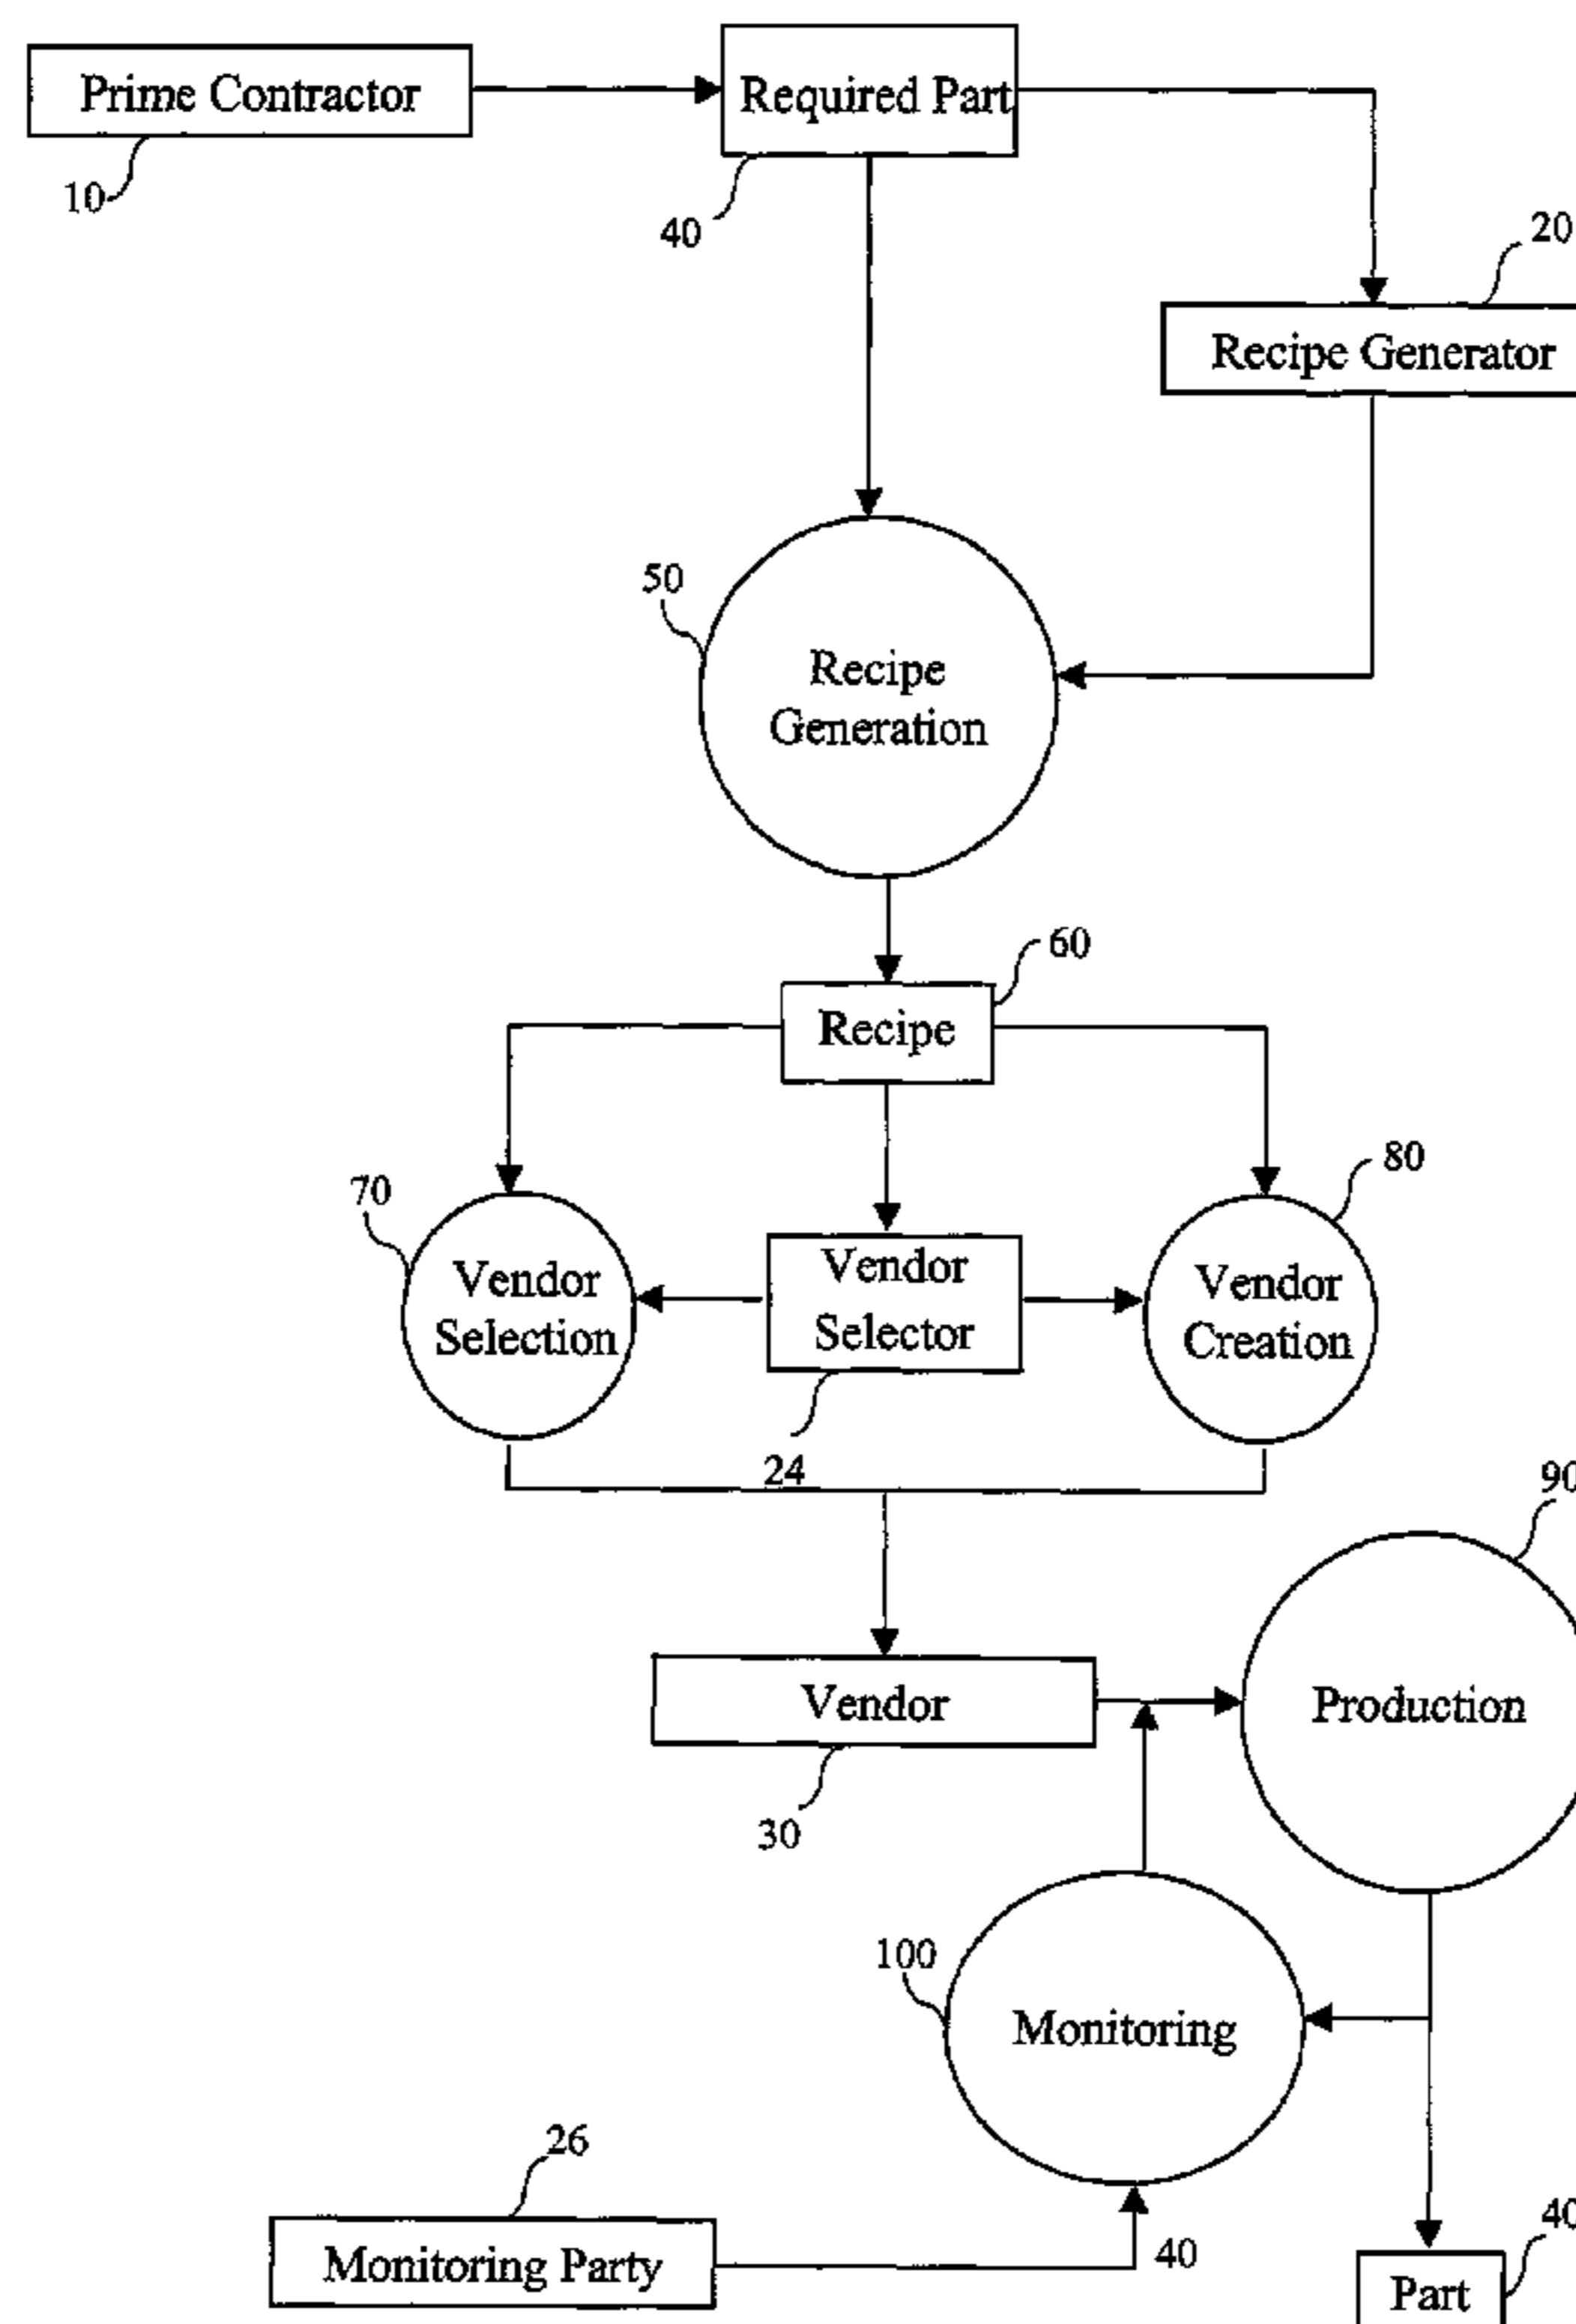 Prime Contractor
Required Part
10
40
20
Recipe Generator
50
Recipe
Generation
60
Recipe
70
80
Vendor
Selection
Vendor
Selector
Vendor
Creation
24
90
Vendor
Production
30
100
Monitoring
26
40
Monitoring Party
40
Part